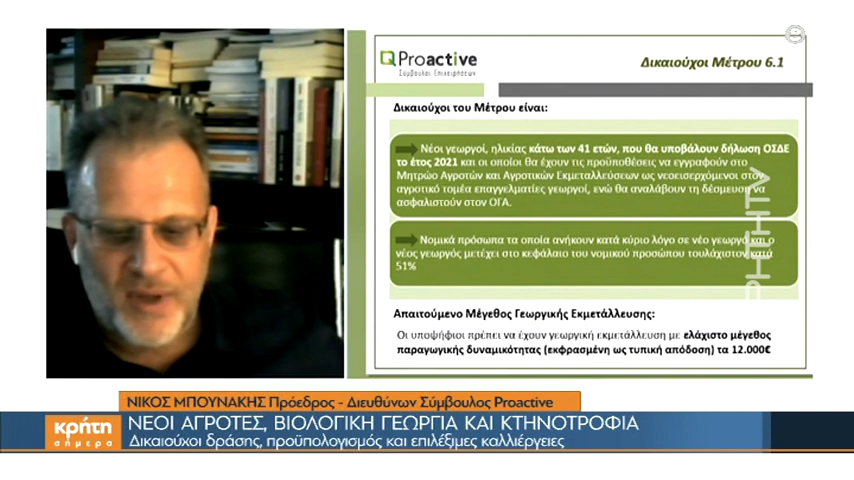 Proactive
Σύμβουλοι Επιχειρήσεων
Δικαιούχοι Μέτρου 6.1
Δικαιούχοι του Μέτρου είναι:
Νέοι γεωργοί, ηλικίας κάτω των 41 ετών, που θα υποβάλουν δήλωση ΟΣΔΕ
το έτος 2021 και οι οποίοι θα έχουν τις προϋποθέσεις να εγγραφούν στο
Μητρώο Αγροτών και Αγροτικών Εκμεταλλεύσεων ως νεοεισερχόμενοι στον
αγροτικό τομέα επαγγελματίες γεωργοί, ενώ θα αναλάβουν τη δέσμευση να
ασφαλιστούν στον ΟΓΑ.
Νομικά πρόσωπα τα οποία ανήκουν κατά κύριο λόγο σε νέο γεωργό και ο
νέος γεωργός μετέχει στο κεφάλαιο του νομικού προσώπου τουλάχιστον κατά
51%
Απαιτούμενο Μέγεθος Γεωργικής Εκμετάλλευσης:
Οι υποψήφιοι πρέπει να έχουν γεωργική εκμετάλλευση με ελάχιστο μέγεθος
παραγωγικής δυναμικότητας (εκφρασμένη ως τυπική απόδοση) τα 12.000€
ΚΡΗΤΗ TV
ΝΙΚΟΣ ΜΠΟΥΝΑΚΗΣ Πρόεδρος - Διευθύνων Σύμβουλος Proactive
κρήτη
σήμερα
ΝΕΟΙ ΑΓΡΟΤΕΣ, ΒΙΟΛΟΓΙΚΗ ΓΕΩΡΓΙΑ ΚΑΙ ΚΤΗΝΟΤΡΟΦΙΑ
Δικαιούχοι δράσης, προϋπολογισμός και επιλέξιμες καλλιέργειες